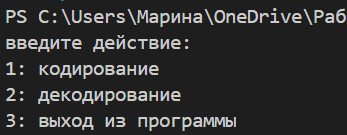 PS C:\Users\Марина\OneDrive\Раб
введите действие:
1: кодирование
2: декодирование
3: выход из программы